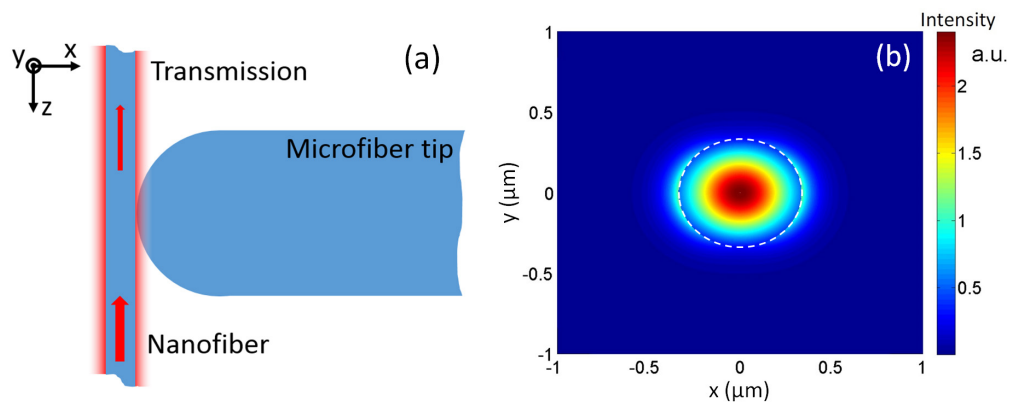 (a)
y
x
z
Transmission
Microfiber tip
Nanofiber
Intensity
a.u.
(b)
1
0.5
0
-0.5
-1
y (μm)
-1
-0.5
0
0.5
1
x (μm)
2
1.5
1
0.5